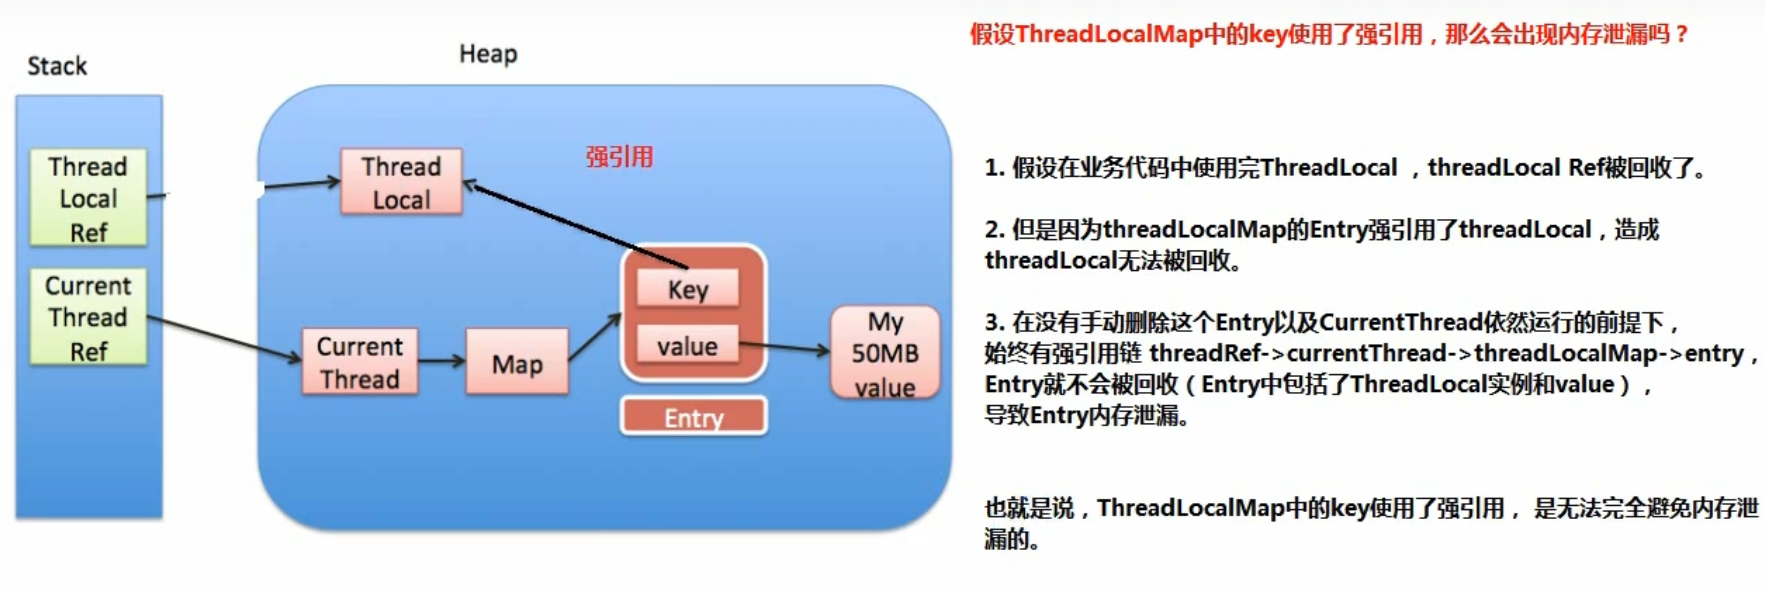 Stack
Heap
Thread
Local
Ref
Current
Thread
Ref
Thread
Local
强引用
Current
Thread
Map
Key
value
Entry
My
50MB
value
假设ThreadLocalMap中的key使用了强引用，那么会出现内存泄漏吗？
1. 假设在业务代码中使用完ThreadLocal ，threadLocal Ref被回收了。
2. 但是因为threadLocalMap的Entry强引用了threadLocal，造成
threadLocal无法被回收。
3. 在没有手动删除这个Entry以及CurrentThread依然运行的前提下，
始终有强引用链 threadRef->currentThread->threadLocalMap->entry，
Entry就不会被回收（Entry中包括了ThreadLocal实例和value），
导致Entry内存泄漏。
也就是说，ThreadLocalMap中的key使用了强引用， 是无法完全避免内存泄
漏的。